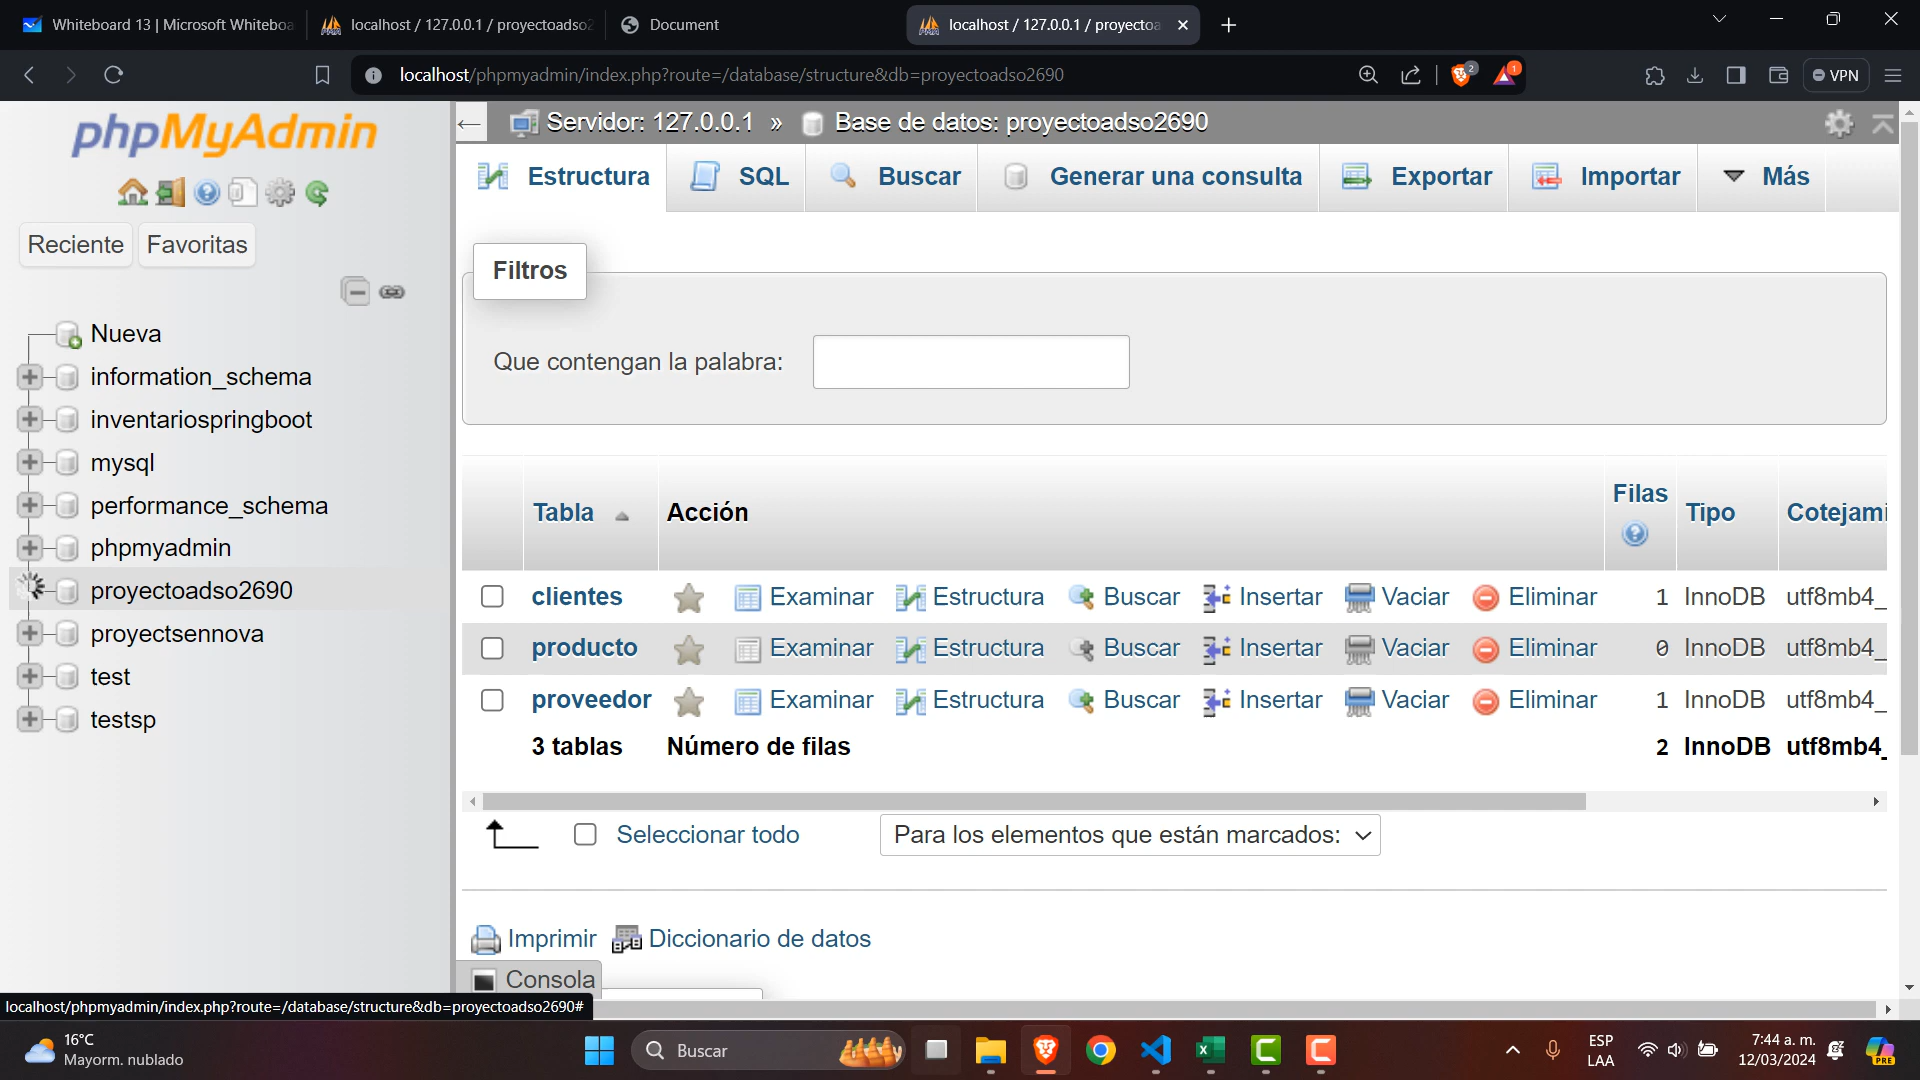 Whiteboard 13 | Microsoft Whiteboa
localhost / 127.0.0.1 / proyectoadso2
Document
localhost / 127.0.0.1 / proyectoa
localhost/phpmyadmin/index.php?route=/database/structure&db=proyectoadso2690
2
1
VPN
phpMyAdmin
Reciente
Favoritas
Nueva
information_schema
inventariospringboot
mysql
performance_schema
phpmyadmin
proyectoadso2690
proyectsennova
test
testsp
Servidor: 127.0.0.1 » Base de datos: proyectoadso2690
Estructura
SQL
Buscar
Generar una consulta
Exportar
Importar
Más
Filtros
Que contengan la palabra:
Tabla Acción Filas Tipo Cotejami
clientes Examinar Estructura Buscar Insertar Vaciar Eliminar 1 InnoDB utf8mb4_
producto Examinar Estructura Buscar Insertar Vaciar Eliminar 0 InnoDB utf8mb4_
proveedor Examinar Estructura Buscar Insertar Vaciar Eliminar 1 InnoDB utf8mb4_
3 tablas Número de filas 2 InnoDB utf8mb4_
Seleccionar todo
Para los elementos que están marcados:
Imprimir
Diccionario de datos
Consola
localhost/phpmyadmin/index.php?route=/database/structure&db=proyectoadso2690#
16°C
Mayorm. nublado
Buscar
ESP
LAA
7:44 a. m.
12/03/2024
PRE